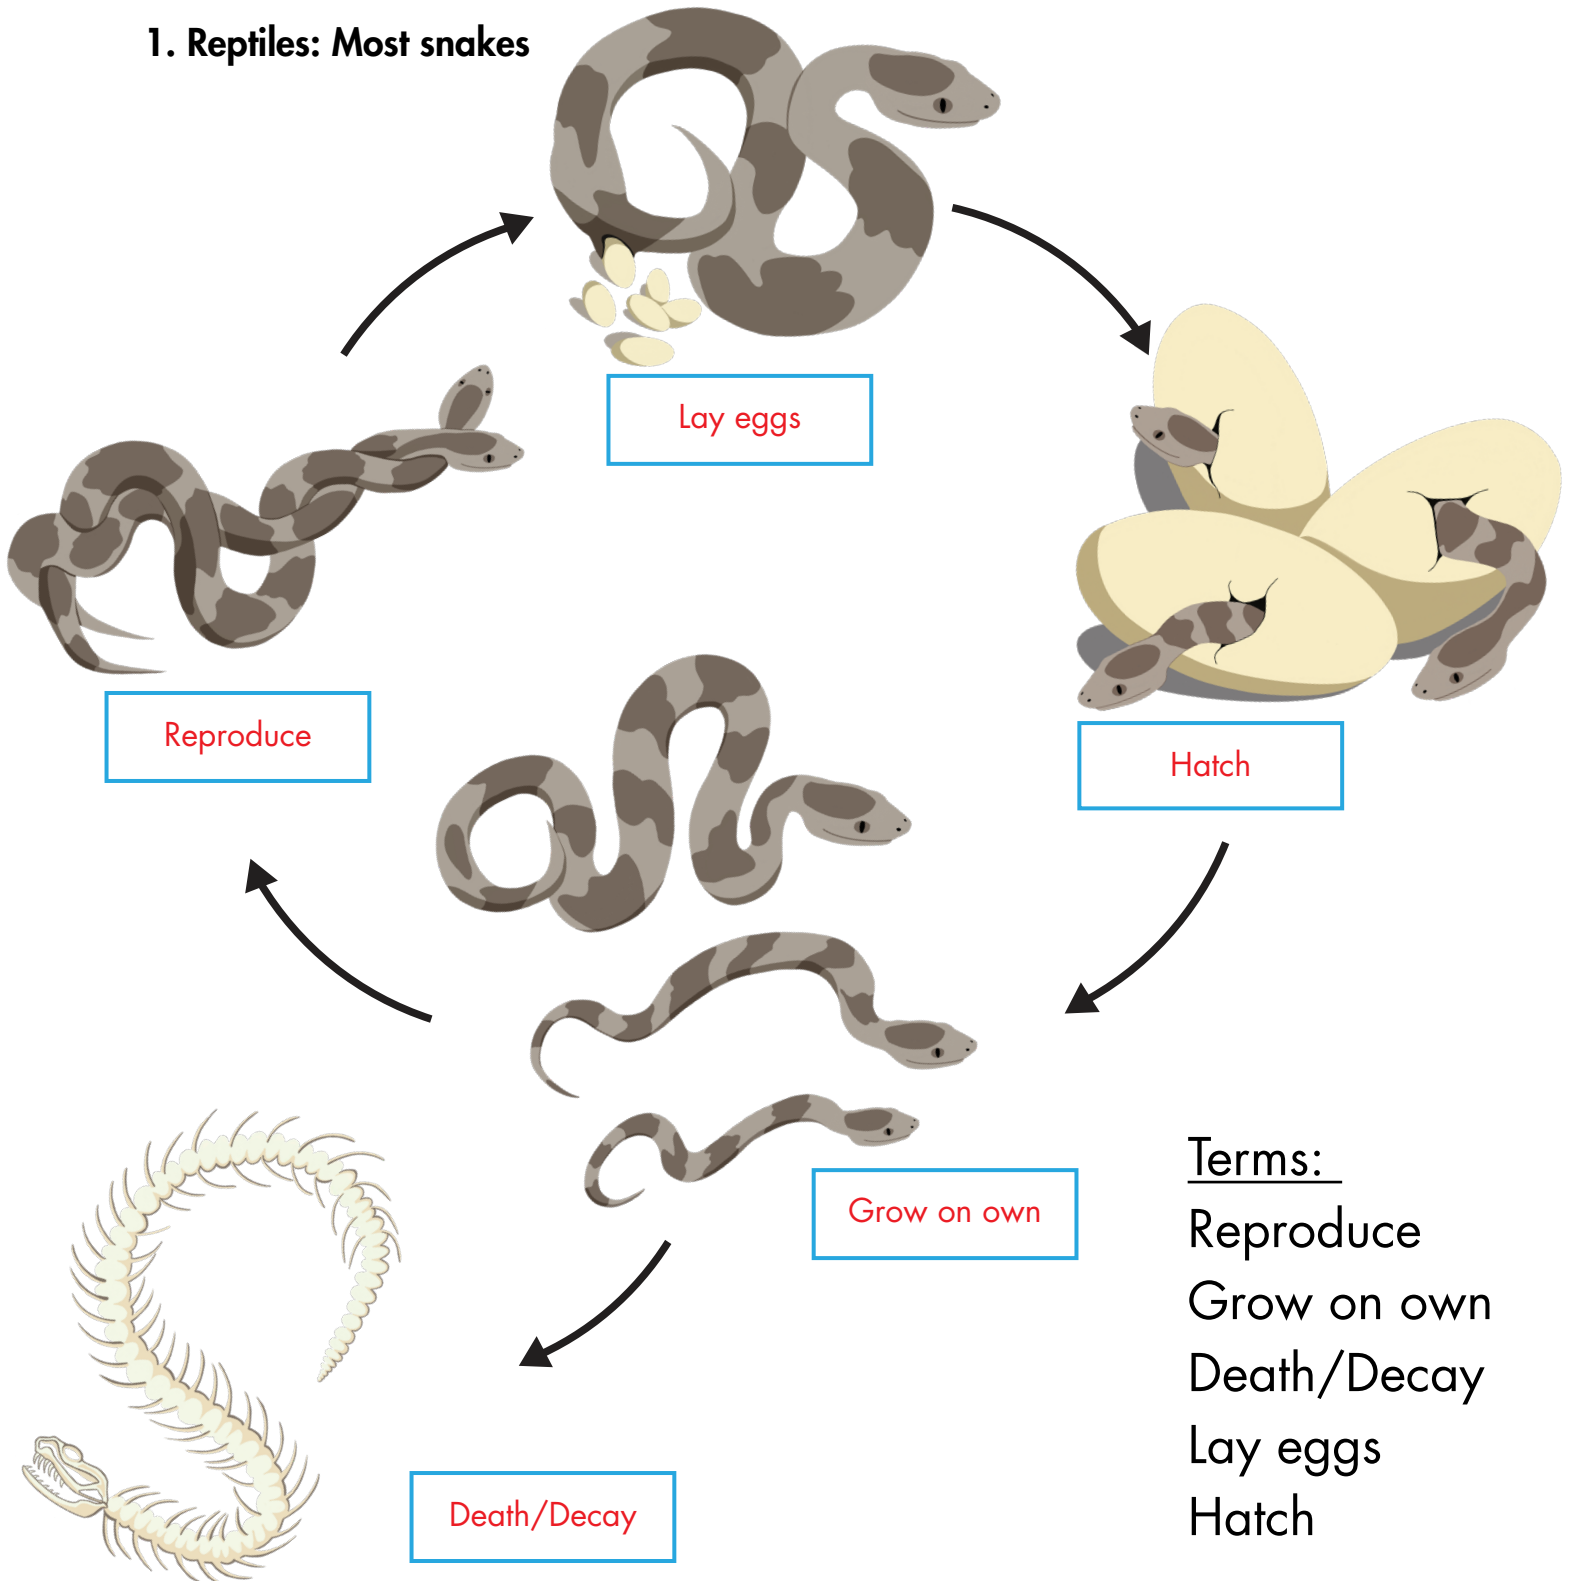 1. Reptiles: Most snakes
Lay eggs
Reproduce
Hatch
Grow on own
Death/Decay
Terms:
Reproduce
Grow on own
Death/Decay
Lay eggs
Hatch